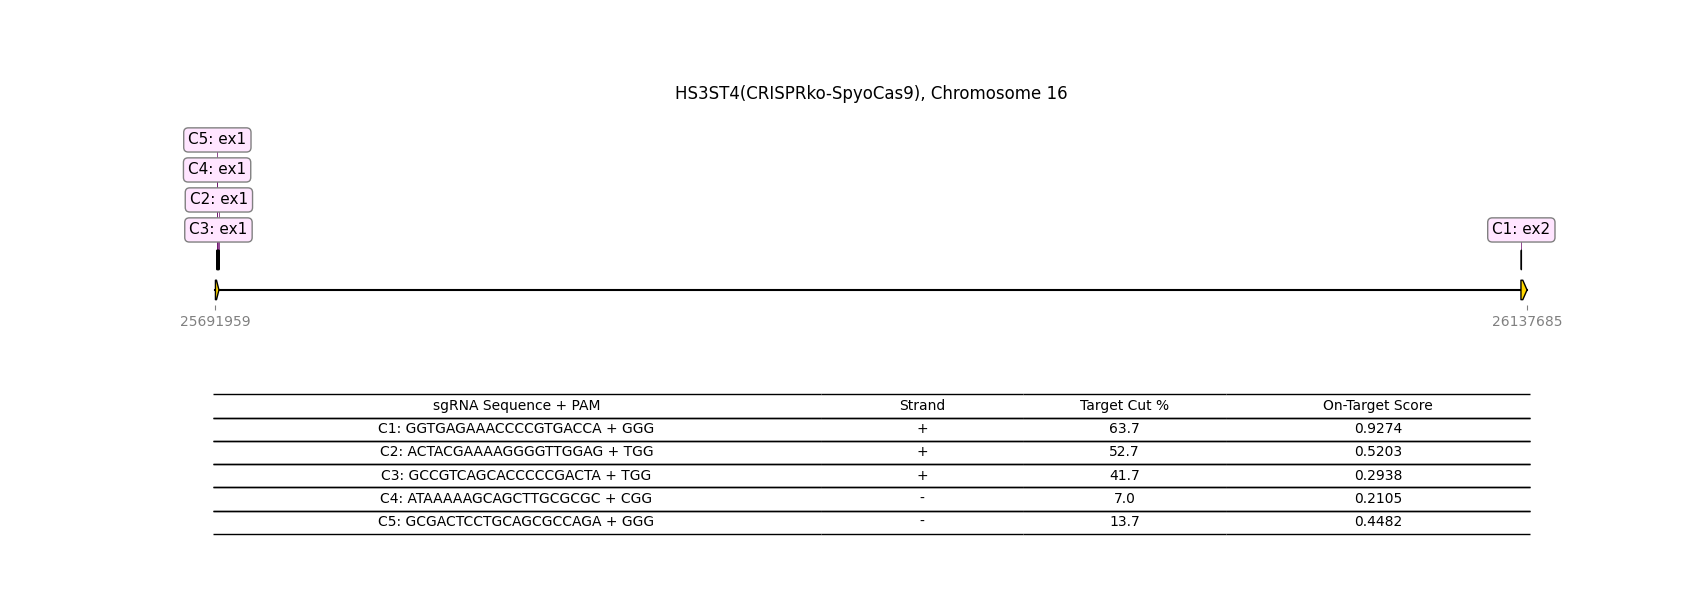 HS3ST4(CRISPRko-SpyoCas9), Chromosome 16
C5: ex1
C4: ex1
C2: ex1
C3: ex1
C1: ex2
25691959
26137685
sgRNA Sequence + PAM Strand Target Cut % On-Target Score
C1: GGTGAGAAACCCCGTGACCA + GGG + 63.7 0.9274
C2: ACTACGAAAAGGGGTTGGAG + TGG + 52.7 0.5203
C3: GCCGTCAGCACCCCCGACTA + TGG + 41.7 0.2938
C4: ATAAAAAGCAGCTTGCGCGC + CGG - 7.0 0.2105
C5: GCGACTCCTGCAGCGCCAGA + GGG - 13.7 0.4482